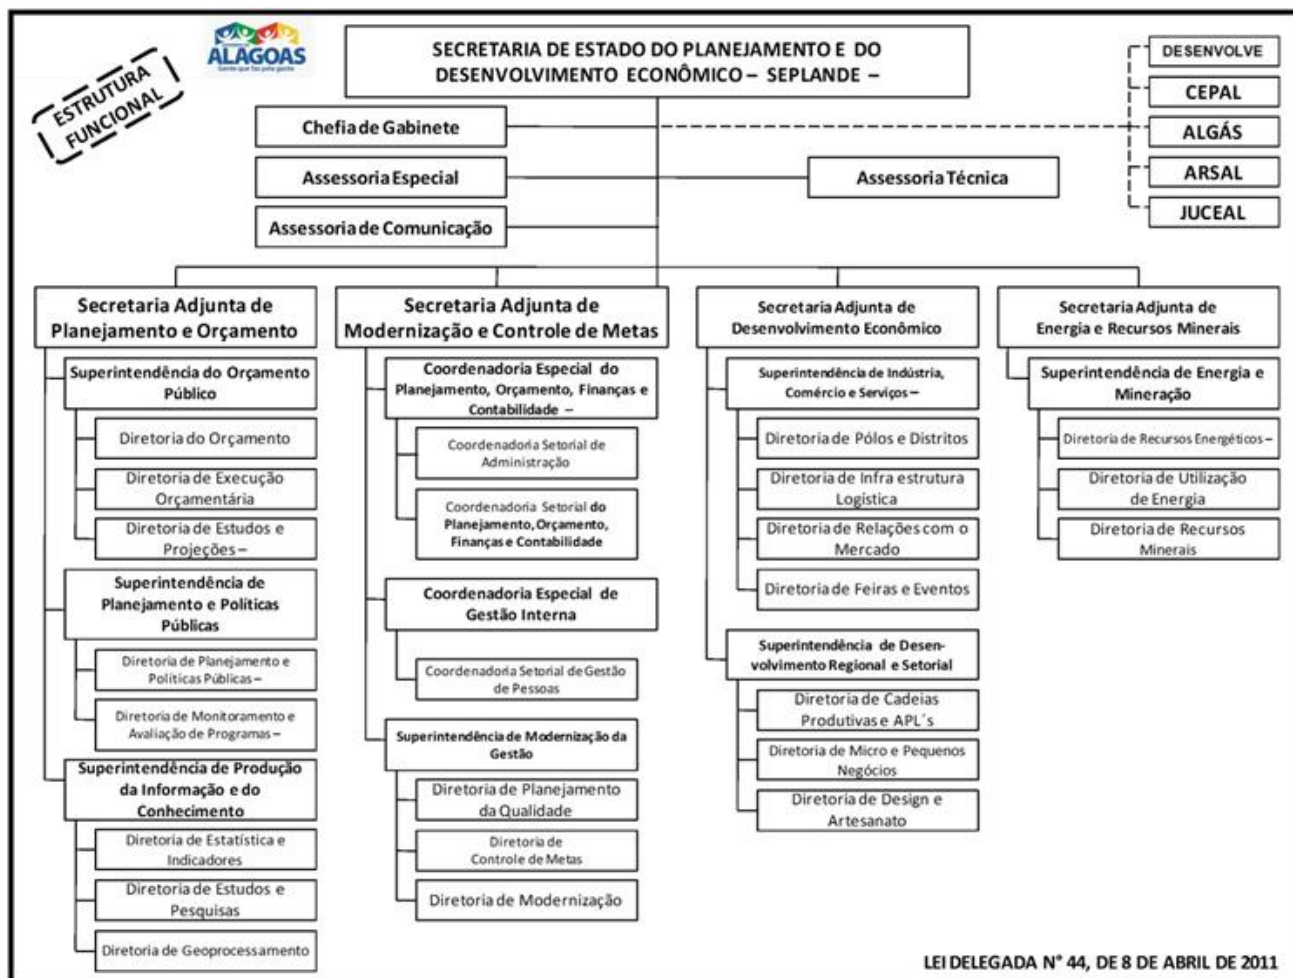 ALAGOAS
Gente que faz pela gente
ESTRUTURA
FUNCIONAL
SECRETARIA DE ESTADO DO PLANEJAMENTO E DO
DESENVOLVIMENTO ECONÔMICO – SEPLANDE –
DESENVOLVE
CEPAL
ALGÁS
ARSAL
JUCEAL
Chefia de Gabinete
Assessoria Especial
Assessoria Técnica
Assessoria de Comunicação
Secretaria Adjunta de
Planejamento e Orçamento
Superintendência do Orçamento
Público
Diretoria do Orçamento
Diretoria de Execução
Orçamentária
Diretoria de Estudos e
Projeções –
Superintendência de
Planejamento e Políticas
Públicas
Diretoria de Planejamento e
Políticas Públicas –
Diretoria de Monitoramento e
Avaliação de Programas –
Superintendência de Produção
da Informação e do
Conhecimento
Diretoria de Estatística e
Indicadores
Diretoria de Estudos e
Pesquisas
Diretoria de Geoprocessamento
Secretaria Adjunta de
Modernização e Controle de Metas
Coordenadoria Especial do
Planejamento, Orçamento, Finanças e
Contabilidade –
Coordenadoria Setorial de
Administração
Coordenadoria Setorial do
Planejamento, Orçamento,
Finanças e Contabilidade
Coordenadoria Especial de
Gestão Interna
Coordenadoria Setorial de Gestão
de Pessoas
Superintendência de Modernização da
Gestão
Diretoria de Planejamento
da Qualidade
Diretoria de
Controle de Metas
Diretoria de Modernização
Secretaria Adjunta de
Desenvolvimento Econômico
Superintendência de Indústria,
Comércio e Serviços –
Diretoria de Pólos e Distritos
Diretoria de Infra estrutura
Logística
Diretoria de Relações com o
Mercado
Diretoria de Feiras e Eventos
Superintendência de Desen-
volvimento Regional e Setorial
Diretoria de Cadeias
Produtivas e APL´s
Diretoria de Micro e Pequenos
Negócios
Diretoria de Design e
Artesanato
Secretaria Adjunta de
Energia e Recursos Minerais
Superintendência de Energia e
Mineração
Diretoria de Recursos Energéticos –
Diretoria de Utilização
de Energia
Diretoria de Recursos
Minerais
LEI DELEGADA N° 44, DE 8 DE ABRIL DE 2011